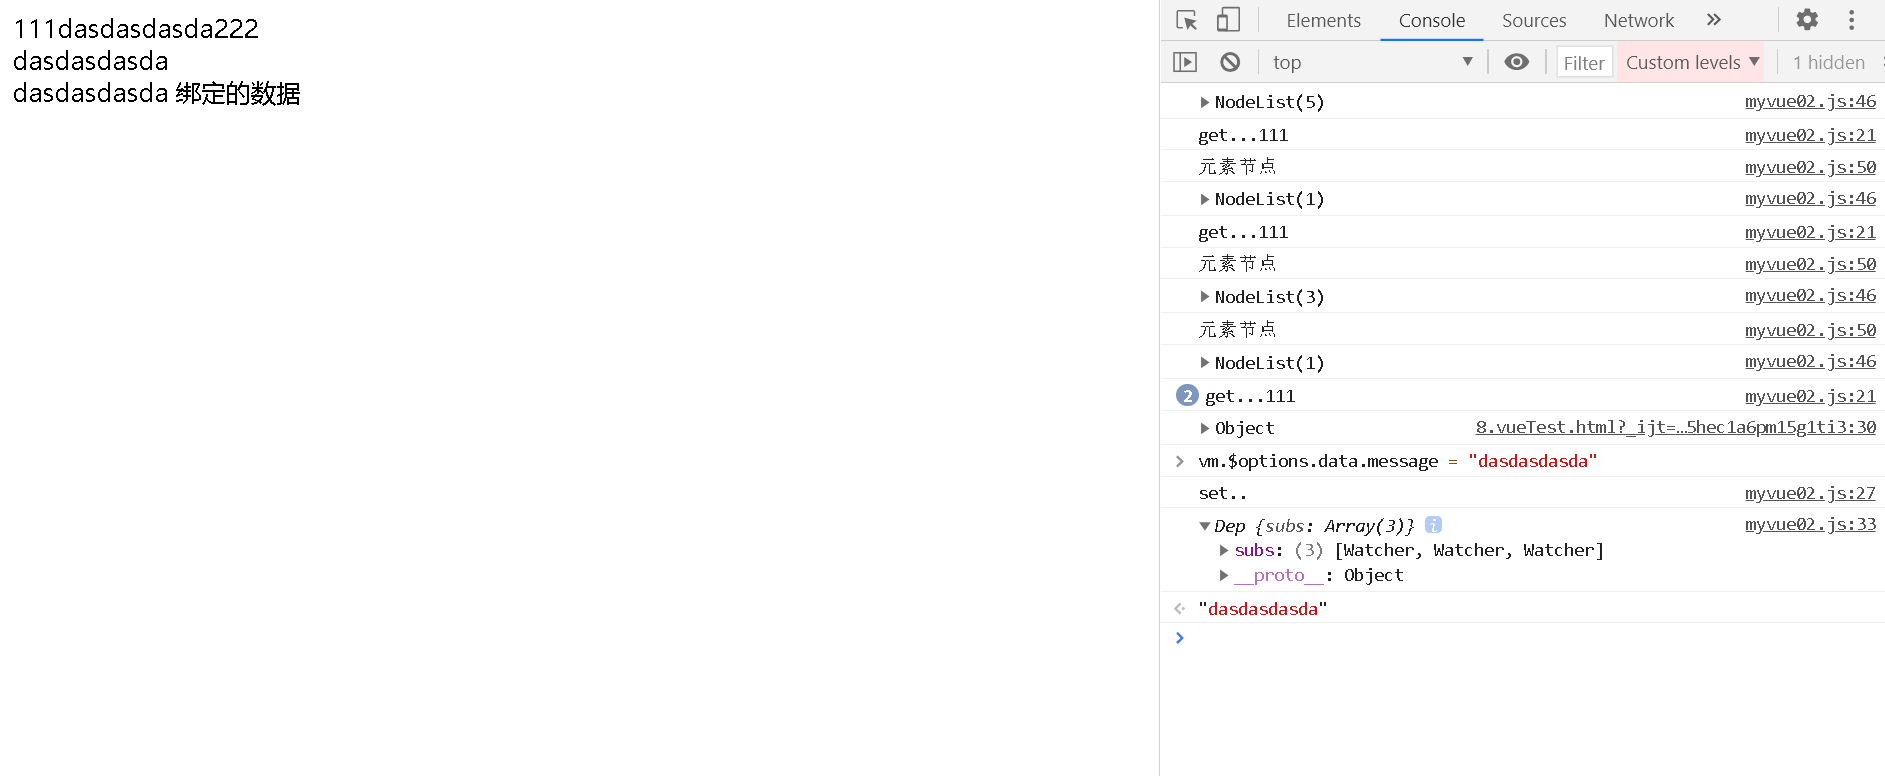 111dasdasdasda222
dasdasdasda
dasdasdasda 绑定的数据
Elements Console Sources Network
top Filter Custom levels 1 hidden
NodeList(5) myvue02.js:46
get...111 myvue02.js:21
元素节点 myvue02.js:50
NodeList(1) myvue02.js:46
get...111 myvue02.js:21
元素节点 myvue02.js:50
NodeList(3) myvue02.js:46
元素节点 myvue02.js:50
NodeList(1) myvue02.js:46
2 get...111 myvue02.js:21
Object 8.vueTest.html?_ijt=…5hec1a6pm15g1ti3:30
vm.$options.data.message = "dasdasdasda"
set.. myvue02.js:27
Dep {subs: Array(3)} i myvue02.js:33
subs: (3) [Watcher, Watcher, Watcher]
__proto__: Object
"dasdasdasda"